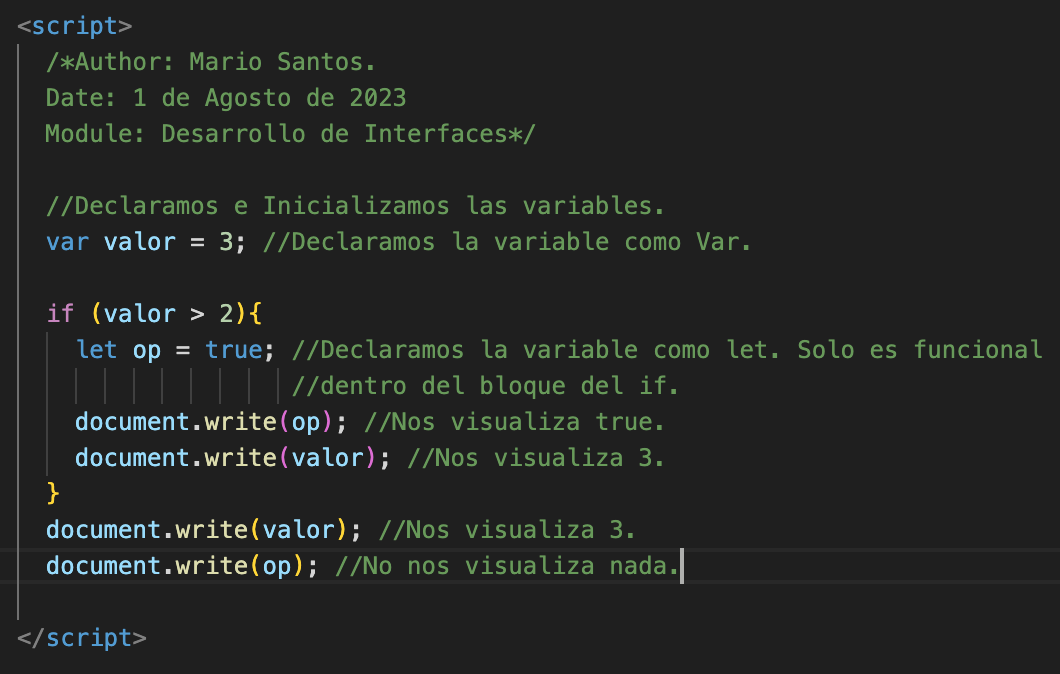 <script>
/*Author: Mario Santos.
Date: 1 de Agosto de 2023
Module: Desarrollo de Interfaces*/
//Declaramos e Inicializamos las variables.
var valor = 3; //Declaramos la variable como Var.
if (valor > 2){
let op = true; //Declaramos la variable como let. Solo es funcional
//dentro del bloque del if.
document.write(op); //Nos visualiza true.
document.write(valor); //Nos visualiza 3.
}
document.write(valor); //Nos visualiza 3.
document.write(op); //No nos visualiza nada.
</script>